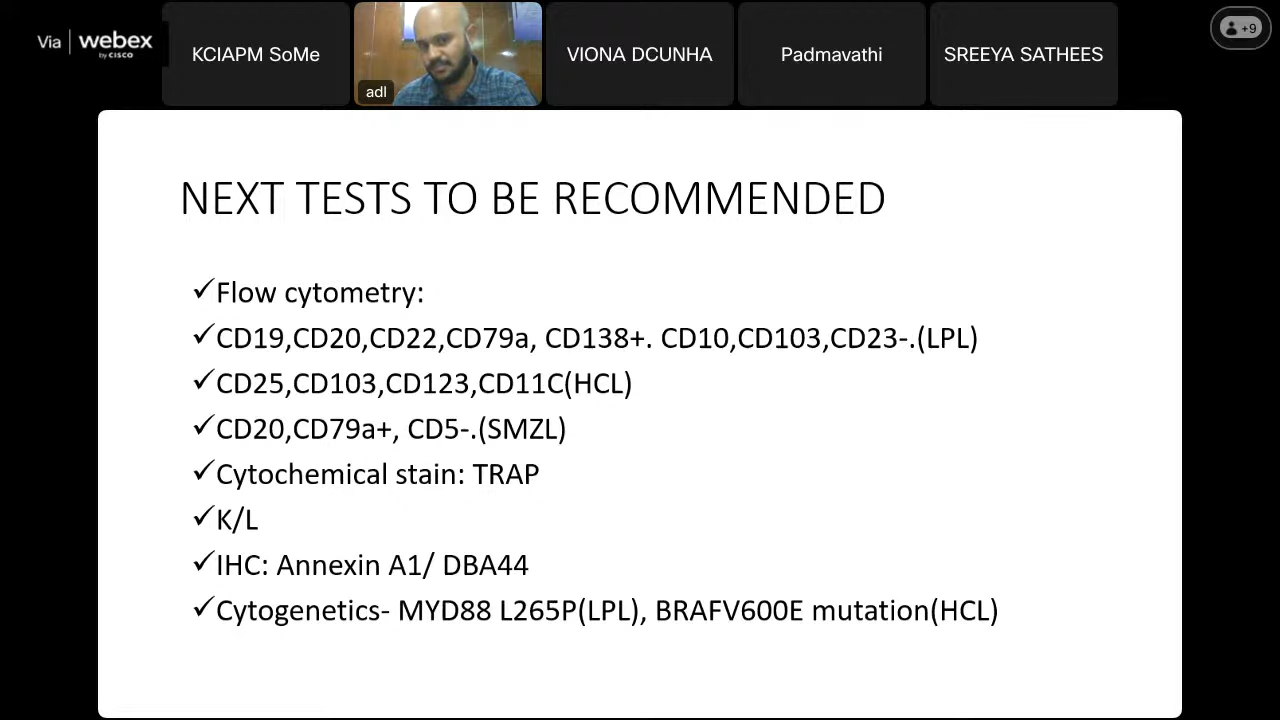 Via webex
by CISCO
KCIAPM SoMe
adl
VIONA DCUNHA
Padmavathi
SREEYA SATHEES
+9
NEXT TESTS TO BE RECOMMENDED
✓Flow cytometry:
✓CD19,CD20,CD22,CD79a, CD138+. CD10,CD103,CD23-.(LPL)
✓CD25,CD103,CD123,CD11C(HCL)
✓CD20,CD79a+, CD5-.(SMZL)
✓Cytochemical stain: TRAP
✓K/L
✓IHC: Annexin A1/ DBA44
✓Cytogenetics- MYD88 L265P(LPL), BRAFV600E mutation(HCL)